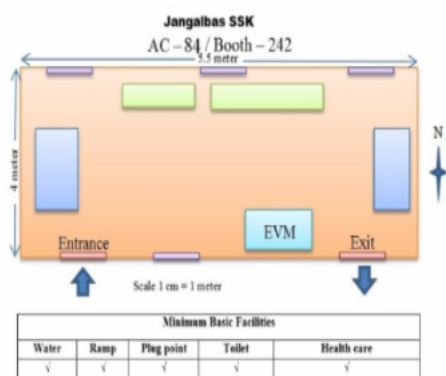 Jangalbas SSK
AC – 84 / Booth – 242
5.5 meter
4 meter
N
EVM
Entrance
Exit
Scale 1 cm = 1 meter
Minimum Basic Facilities
Water Ramp Plug point Toilet Health care
√ √ √ √ √